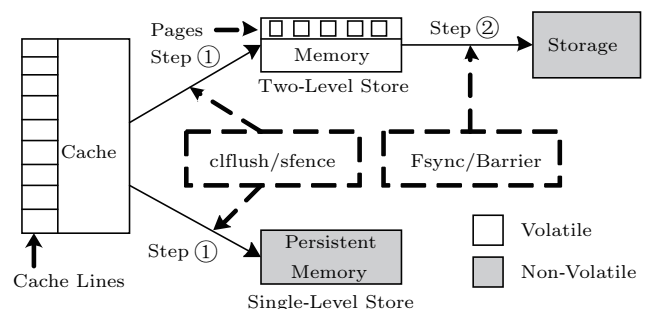 Pages
Step ①
Memory
Two-Level Store
Step ②
Storage
Cache
clflush/sfence
Fsync/Barrier
Step ①
Persistent
Memory
Single-Level Store
Cache Lines
Volatile
Non-Volatile